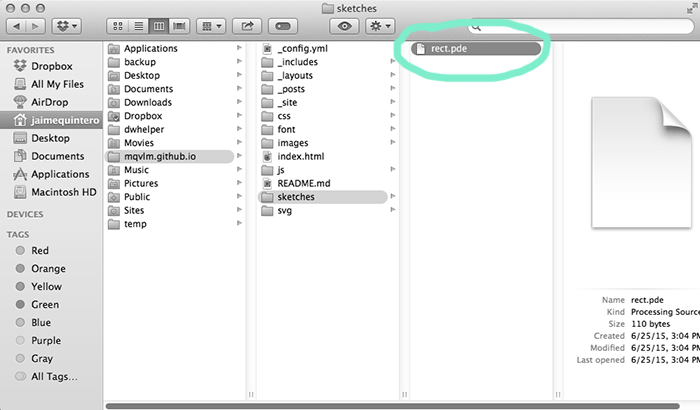 sketches
FAVORITES
Dropbox
All My Files
AirDrop
jaimequintero
Desktop
Documents
Applications
Macintosh HD
DEVICES
TAGS
Red
Orange
Yellow
Green
Blue
Purple
Gray
All Tags...
Applications
backup
Desktop
Documents
Downloads
Dropbox
dwhelper
Movies
mqvlm.github.io
Music
Pictures
Public
Sites
temp
_config.yml
_includes
_layouts
_posts
_site
css
font
images
index.html
js
README.md
sketches
svg
rect.pde
Name rect.pde
Kind Processing Source
Size 110 bytes
Created 6/25/15, 3:04 PM
Modified 6/25/15, 3:04 PM
Last opened 6/25/15, 3:04 PM